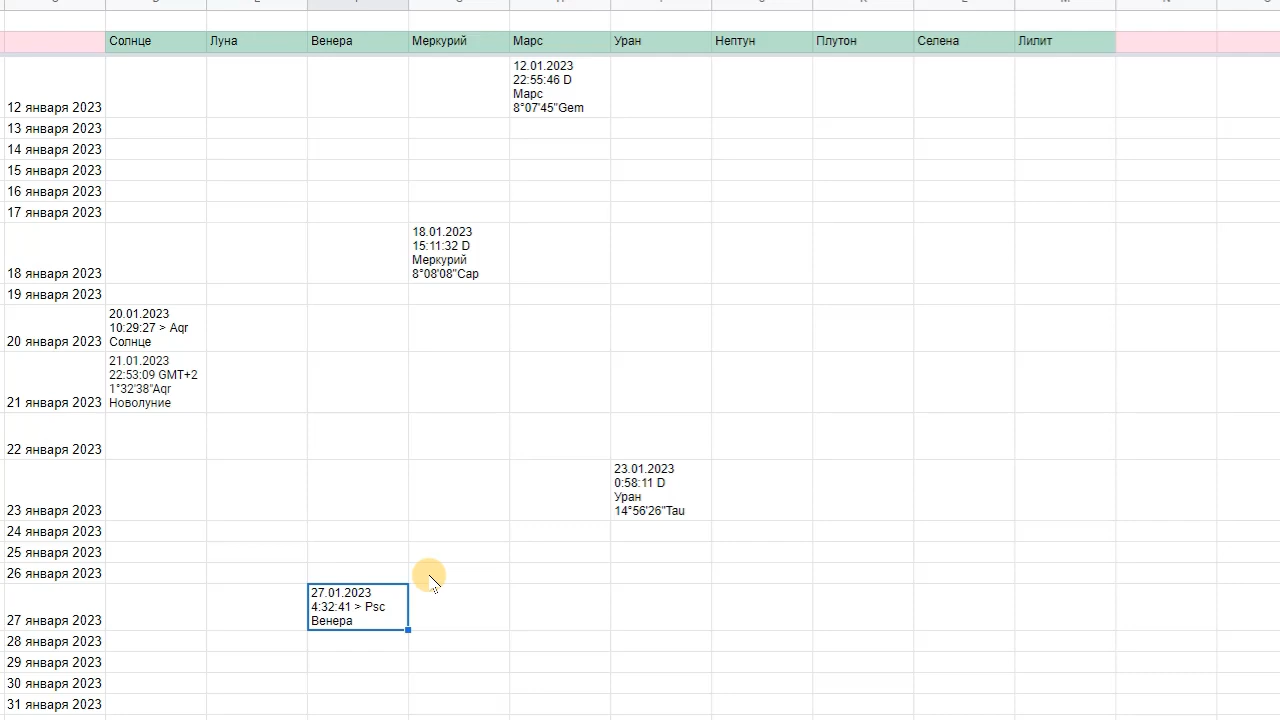 Солнце Луна Венера Меркурий Марс Уран Нептун Плутон Селена Лилит
12.01.2023
22:55:46 D
Марс
8°07'45"Gem
12 января 2023
13 января 2023
14 января 2023
15 января 2023
16 января 2023
17 января 2023
18.01.2023
15:11:32 D
Меркурий
8°08'08"Cap
18 января 2023
19 января 2023
20.01.2023
10:29:27 > Aqr
Солнце
20 января 2023
21.01.2023
22:53:09 GMT+2
1°32'38"Aqr
Новолуние
21 января 2023
22 января 2023
23.01.2023
0:58:11 D
Уран
14°56'26"Tau
23 января 2023
24 января 2023
25 января 2023
26 января 2023
27.01.2023
4:32:41 > Psc
Венера
27 января 2023
28 января 2023
29 января 2023
30 января 2023
31 января 2023